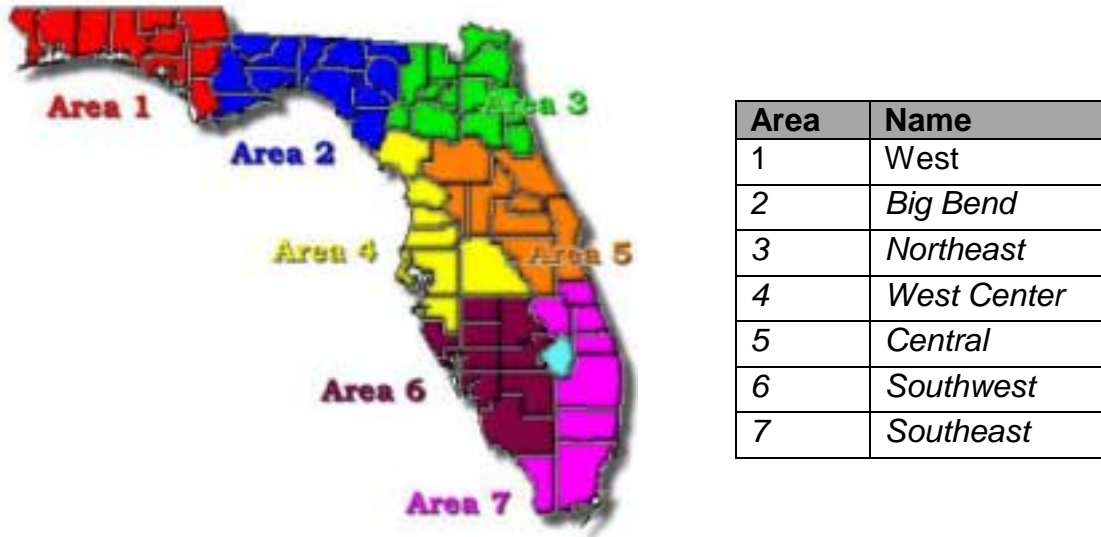 Area 1
Area 2
Area 3
Area 4
Area 5
Area 6
Area 7
Area Name
1 West
2 Big Bend
3 Northeast
4 West Center
5 Central
6 Southwest
7 Southeast